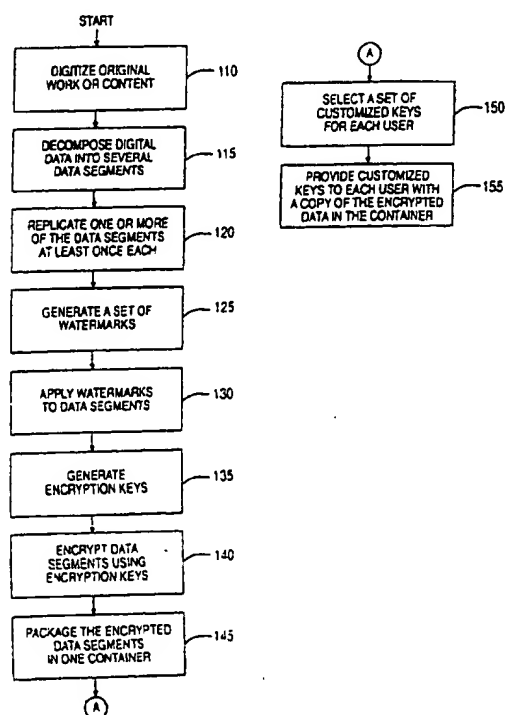 START
DIGITIZE ORIGINAL
WORK OR CONTENT
110
DECOMPOSE DIGITAL
DATA INTO SEVERAL
DATA SEGMENTS
115
REPLICATE ONE OR MORE
OF THE DATA SEGMENTS
AT LEAST ONCE EACH
120
GENERATE A SET OF
WATERMARKS
125
APPLY WATERMARKS
TO DATA SEGMENTS
130
GENERATE
ENCRYPTION KEYS
135
ENCRYPT DATA
SEGMENTS USING
ENCRYPTION KEYS
140
PACKAGE THE ENCRYPTED
DATA SEGMENTS
IN ONE CONTAINER
145
A
A
SELECT A SET OF
CUSTOMIZED KEYS
FOR EACH USER
150
PROVIDE CUSTOMIZED
KEYS TO EACH USER WITH
A COPY OF THE ENCRYPTED
DATA IN THE CONTAINER
155